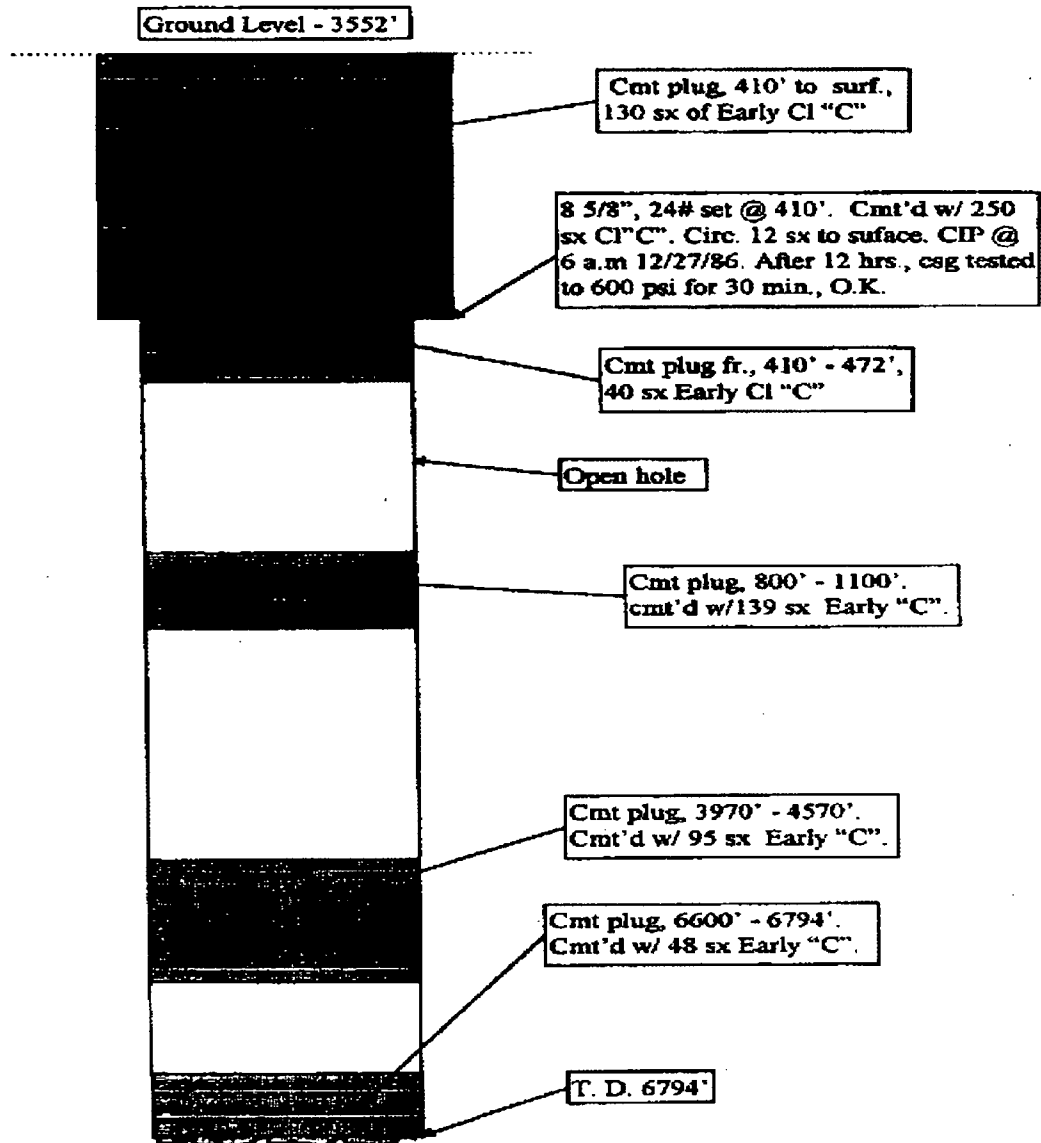 Ground Level - 3552'
Cmt plug, 410' to surf.,
130 sx of Early Cl "C"
8 5/8", 24# set @ 410'. Cmt'd w/ 250
sx Cl"C". Circ. 12 sx to suface. CIP @
6 a.m 12/27/86. After 12 hrs., csg tested
to 600 psi for 30 min., O.K.
Cmt plug fr., 410' - 472',
40 sx Early Cl "C"
Open hole
Cmt plug, 800' - 1100'.
cmt'd w/139 sx Early "C".
Cmt plug, 3970' - 4570'.
Cmt'd w/ 95 sx Early "C".
Cmt plug, 6600' - 6794'.
Cmt'd w/ 48 sx Early "C".
T. D. 6794'